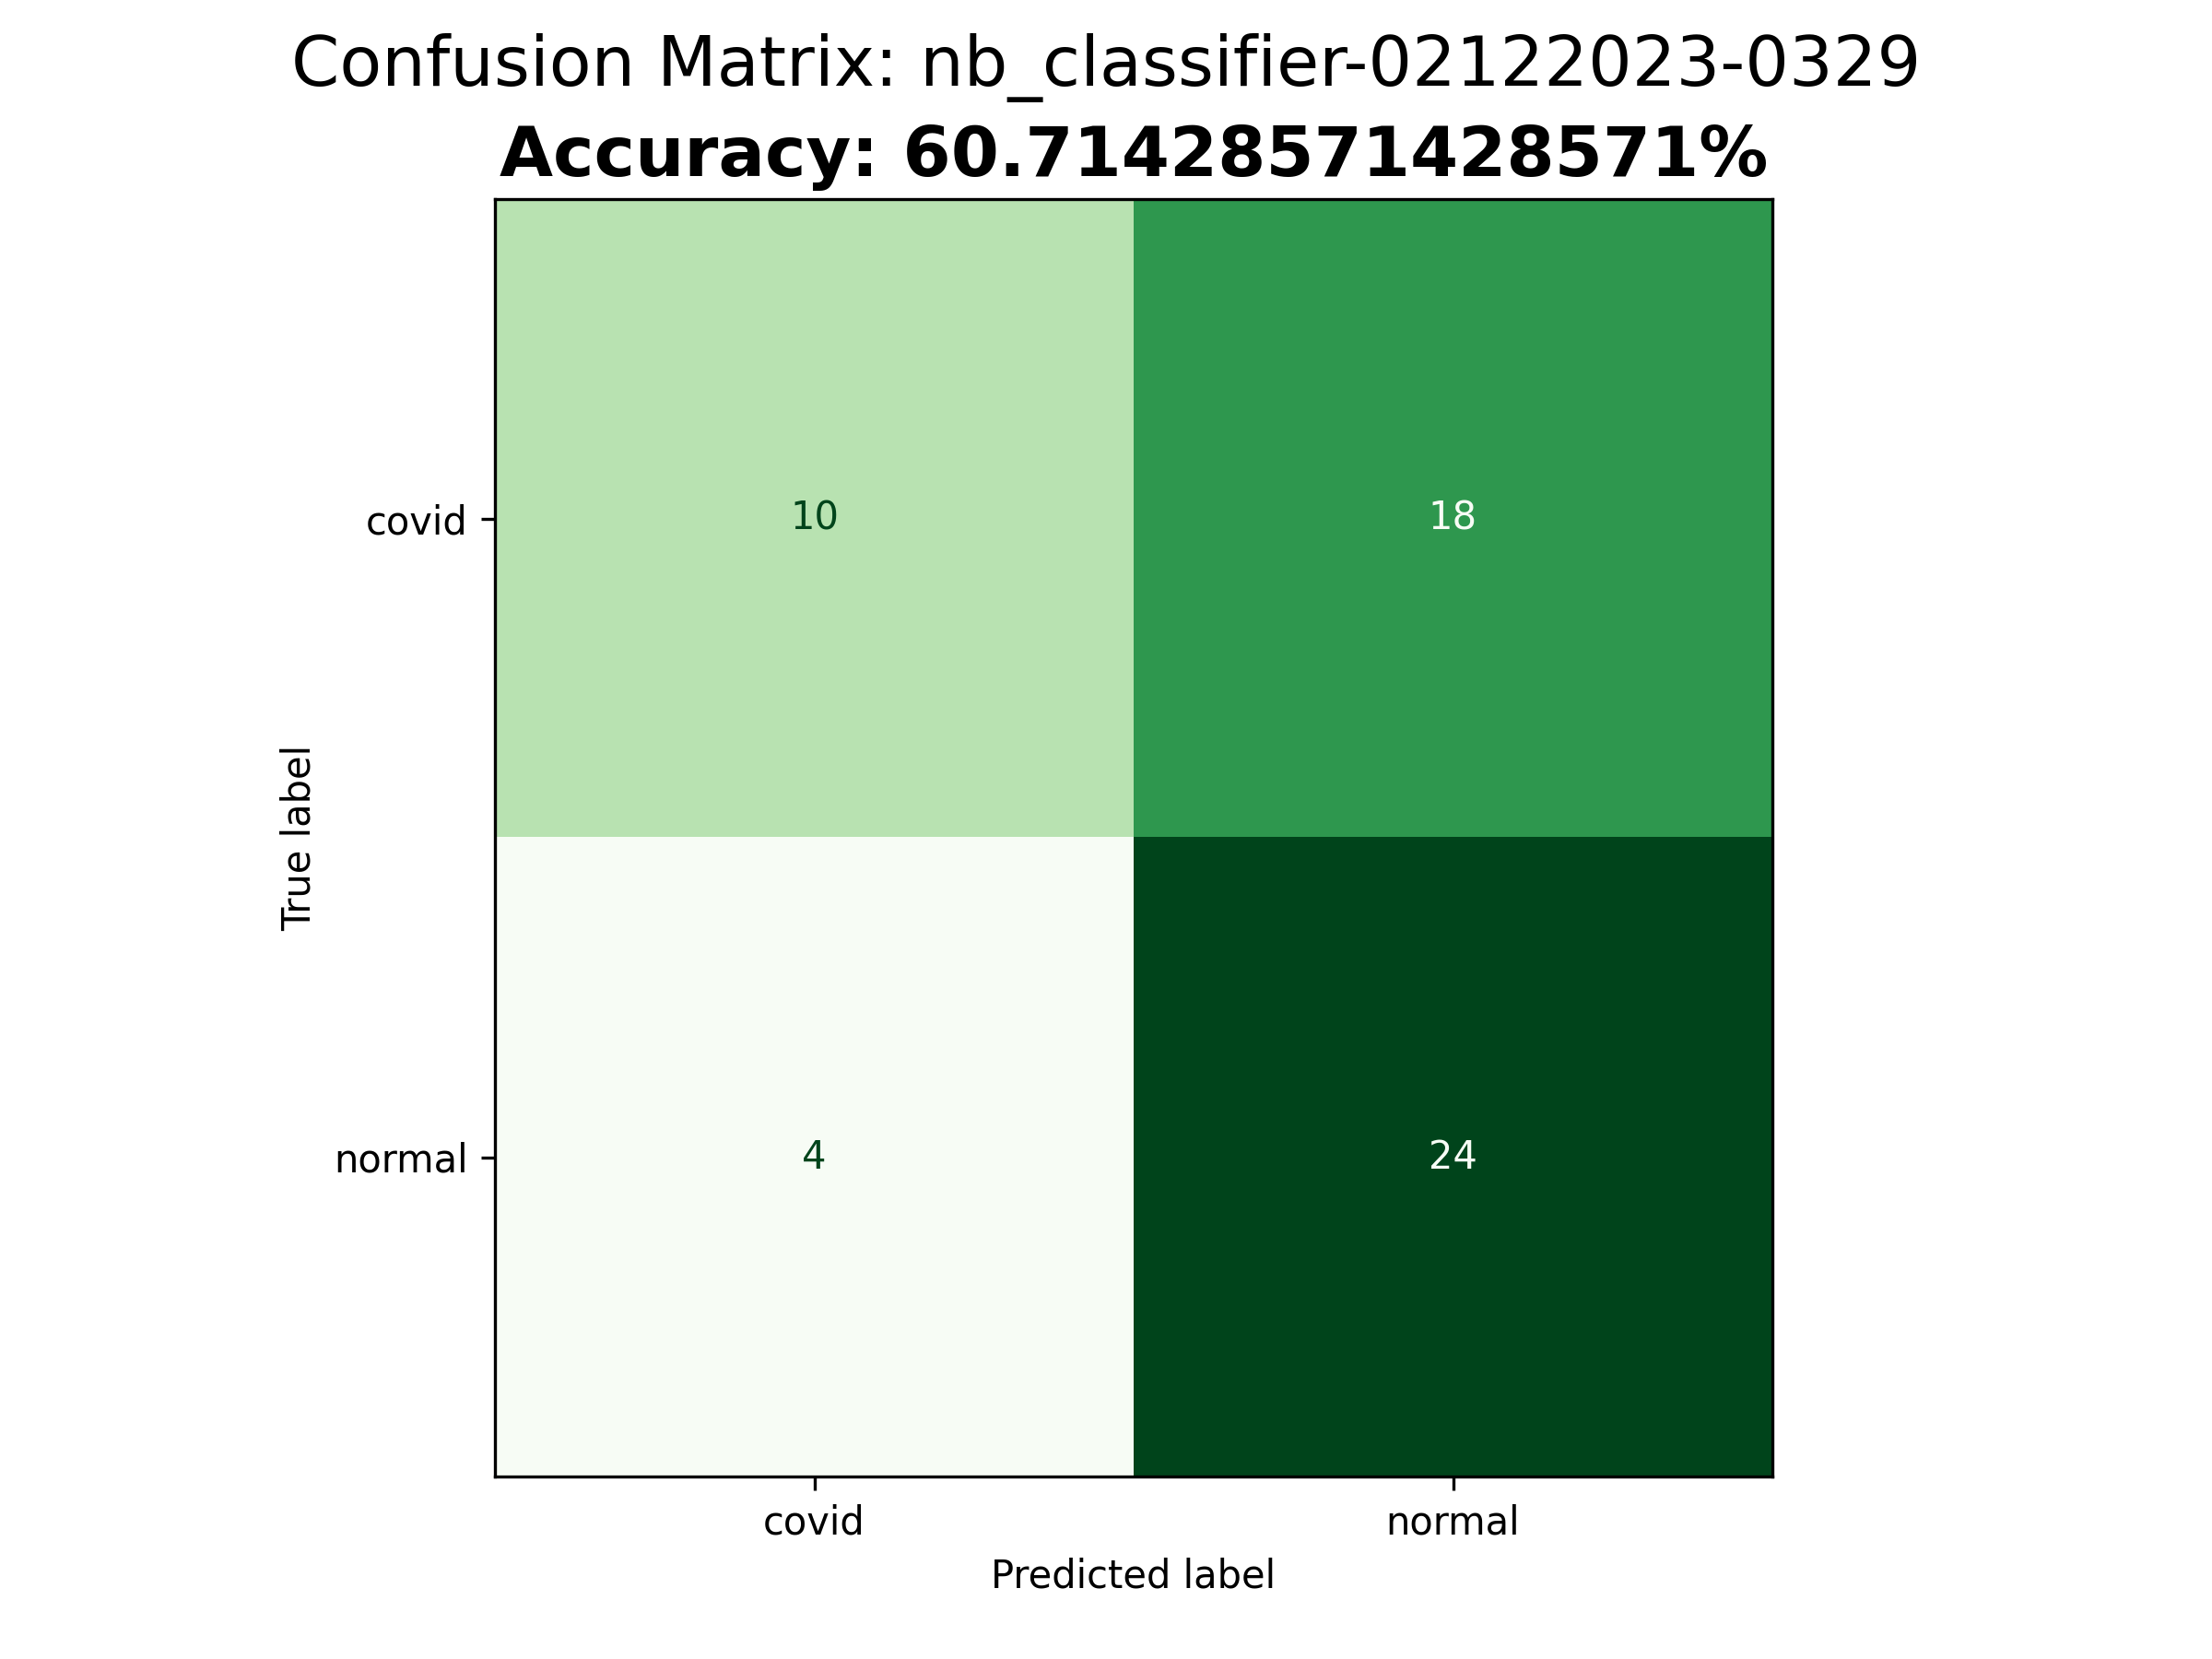 Confusion Matrix: nb_classifier-02122023-0329
Accuracy: 60.71428571428571%
True label
covid
10
18
normal
4
24
covid
normal
Predicted label